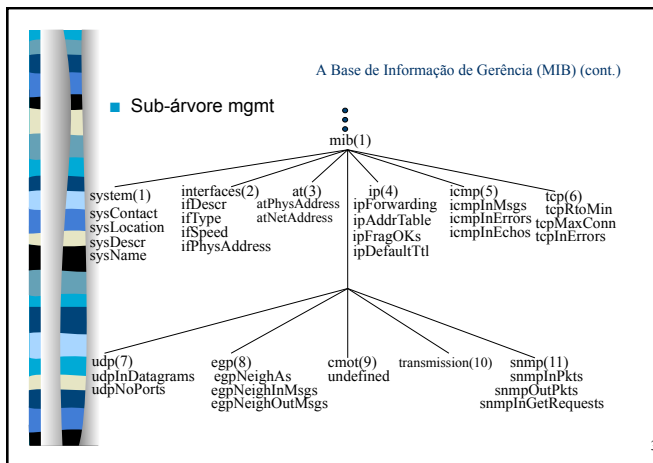 A Base de Informação de Gerência (MIB) (cont.)
Sub-árvore mgmt
mib(1)
system(1)
sysContact
sysLocation
sysDescr
sysName
interfaces(2)
ifDescr
ifType
ifSpeed
ifPhysAddress
at(3)
atPhysAddress
atNetAddress
ip(4)
ipForwarding
ipAddrTable
ipFragOKs
ipDefaultTtl
icmp(5)
icmpInMsgs
icmpInErrors
icmpInEchos
tcp(6)
tcpRtoMin
tcpMaxConn
tcpInErrors
udp(7)
udpInDatagrams
udpNoPorts
egp(8)
egpNeighAs
egpNeighInMsgs
egpNeighOutMsgs
cmot(9)
undefined
transmission(10)
snmp(11)
snmpInPkts
snmpOutPkts
snmpInGetRequests